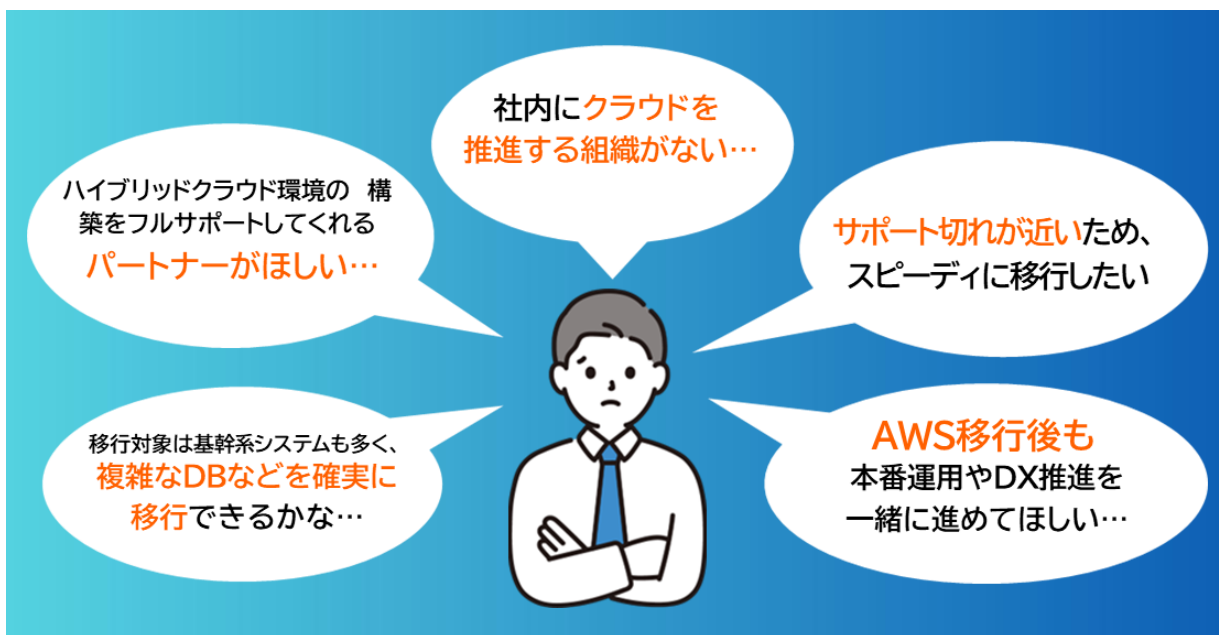 社内にクラウドを
推進する組織がない…
ハイブリッドクラウド環境の　構
築をフルサポートしてくれる
パートナーがほしい…
サポート切れが近いため、
スピーディに移行したい
移行対象は基幹系システムも多く、
複雑なDBなどを確実に
移行できるかな…
AWS移行後も
本番運用やDX推進を
一緒に進めてほしい…